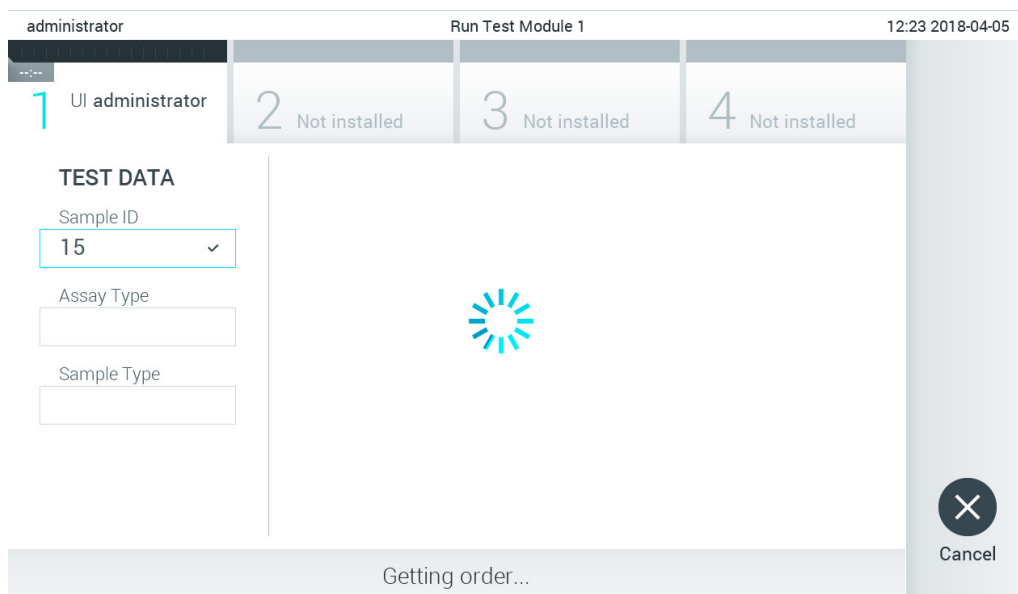 administrator Run Test Module 1 12:23 2018-04-05
--:--
1 UI administrator 2 Not installed 3 Not installed 4 Not installed
TEST DATA
Sample ID
15
Assay Type
Sample Type
Cancel
Getting order...